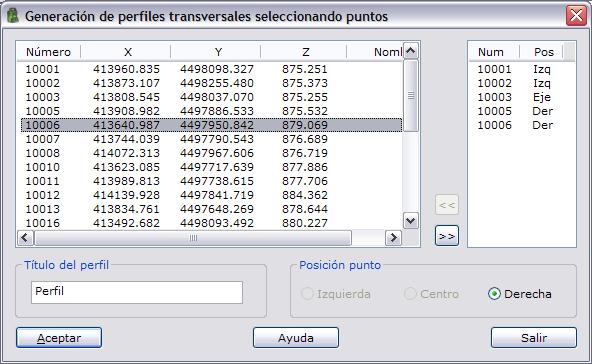 Generación de perfiles transversales seleccionando puntos
Número X Y Z
10001 413960.835 4498098.327 875.251
10002 413873.107 4498255.480 875.373
10003 413808.545 4498037.070 875.255
10005 413908.982 4497886.533 875.532
10006 413640.987 4497950.842 879.069
10007 413744.039 4497790.543 876.689
10008 414072.313 4497967.606 876.719
10010 413623.085 4497717.639 877.886
10011 413989.813 4497738.615 877.706
10012 414139.928 4497841.719 884.362
10013 413834.761 4497648.269 878.644
10016 413492.682 4498093.492 880.227
<<
>>
Num Pos
10001 Izq
10002 Izq
10003 Eje
10005 Der
10006 Der
Título del perfil
Perfil
Posición punto
Izquierda Centro Derecha
Aceptar Ayuda Salir